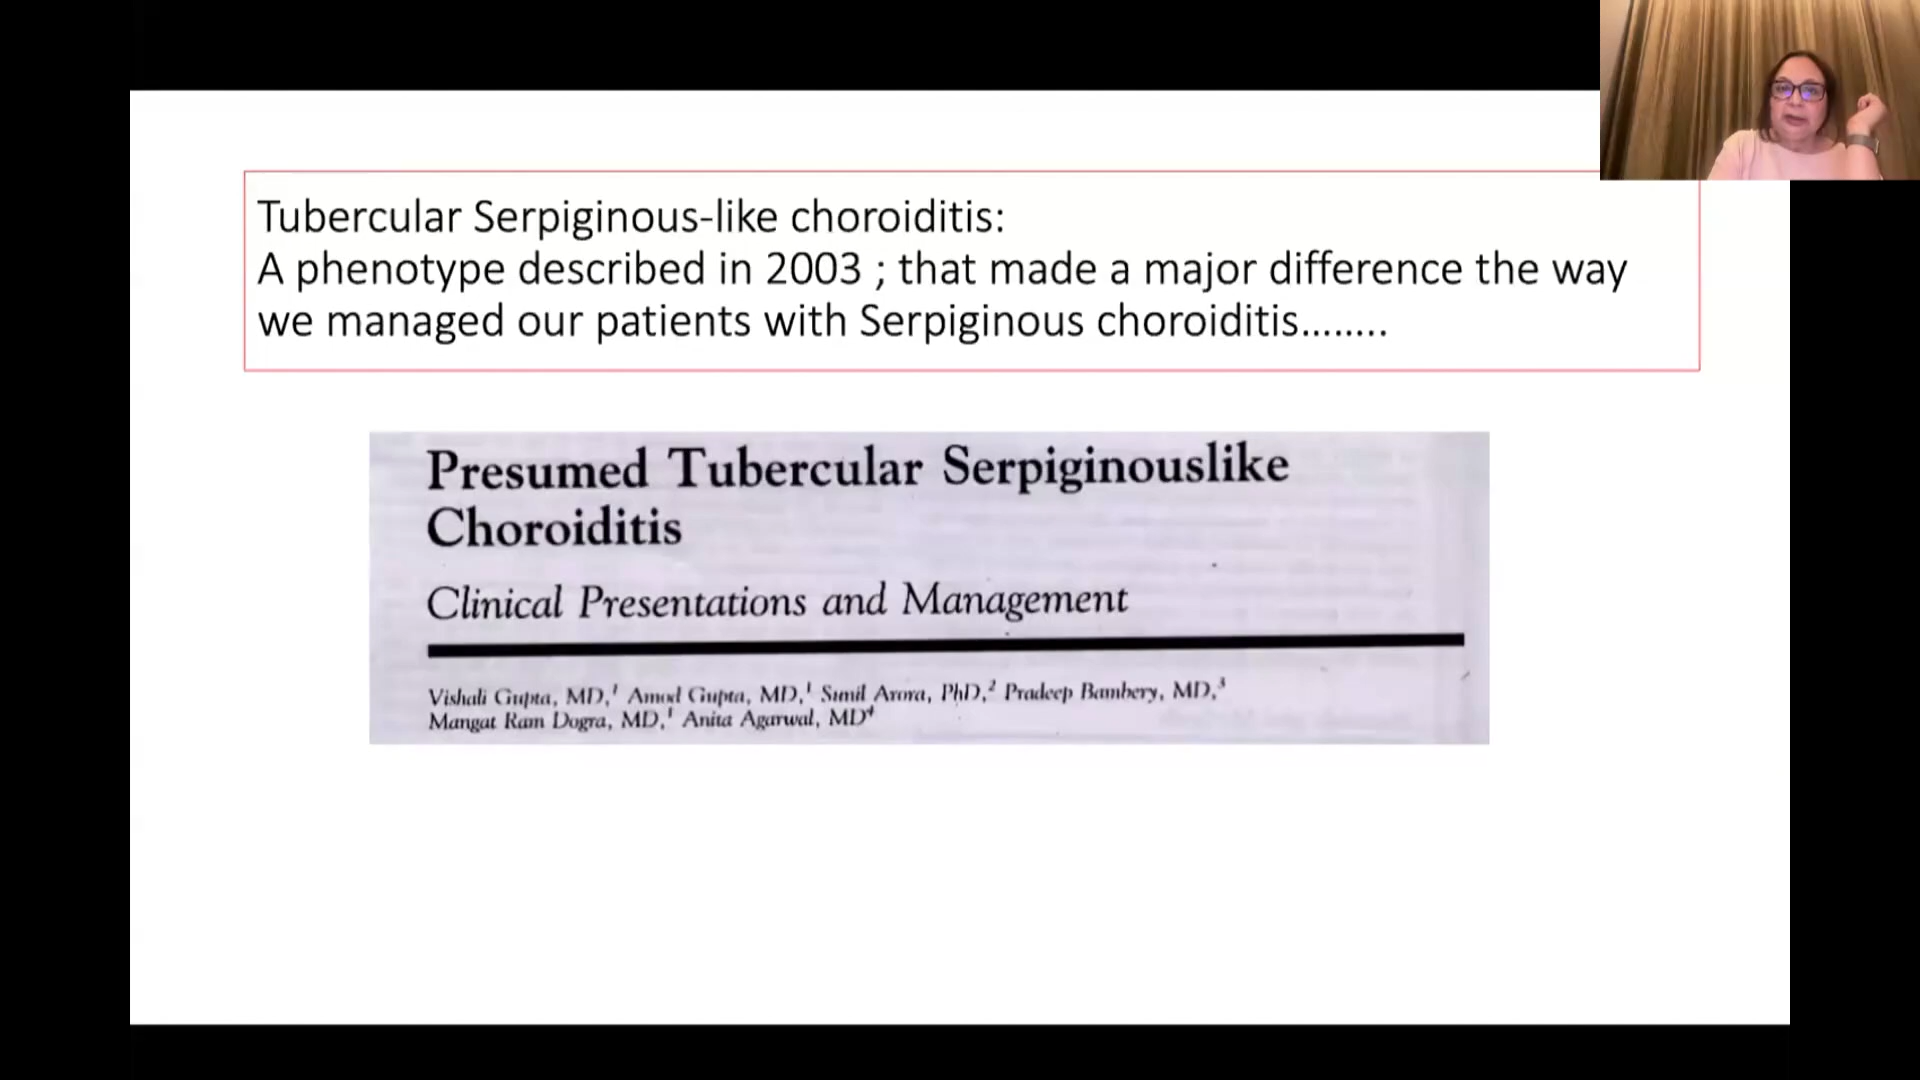 Tubercular Serpiginous-like choroiditis:
A phenotype described in 2003 ; that made a major difference the way
we managed our patients with Serpiginous choroiditis........
Presumed Tubercular Serpiginouslike
Choroiditis
Clinical Presentations and Management
Vishali Gupta, MD,¹ Amod Gupta, MD,¹ Sunil Arora, PhD,² Pradeep Bambery, MD,³
Mangat Ram Dogra, MD,¹ Anita Agarwal, MD⁴